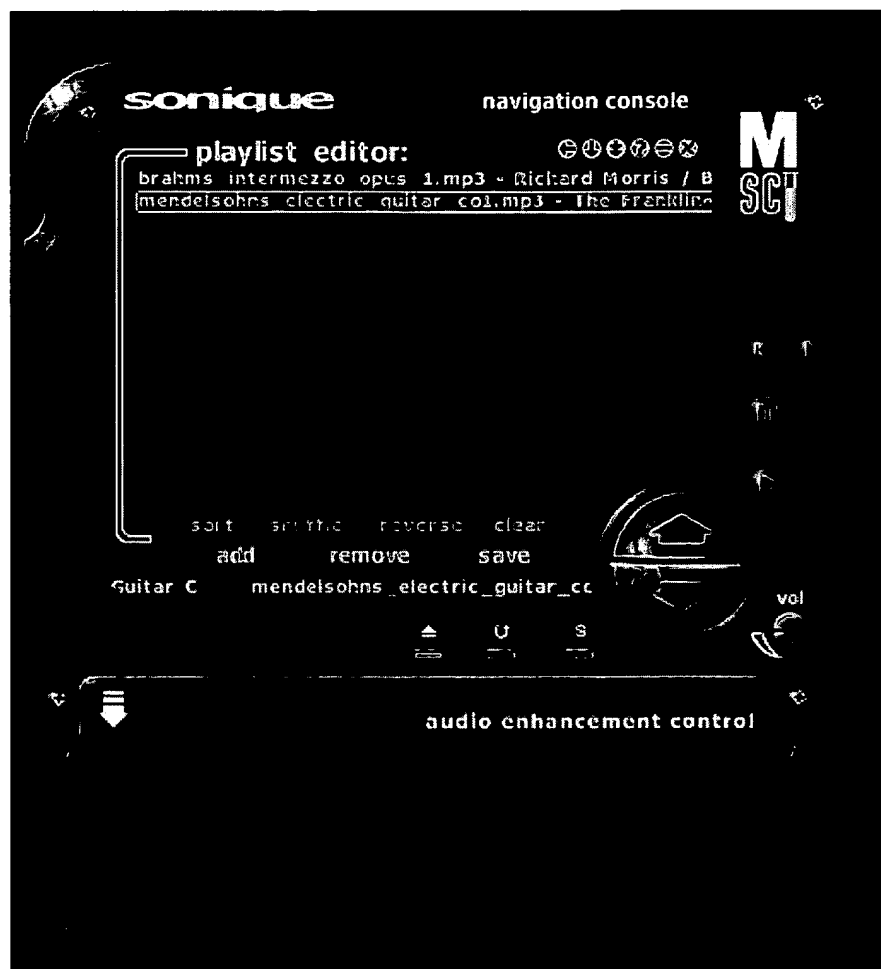 sonique
navigation console
playlist editor:
brahms intermezzo opus 1.mp3 - Richard Morris / B
mendelsohns electric guitar co1.mp3 - The Franklin
sort shuffle reverse clear
add remove save
Guitar C mendelsohns_electric_guitar_cc
vol
U S
audio enhancement control